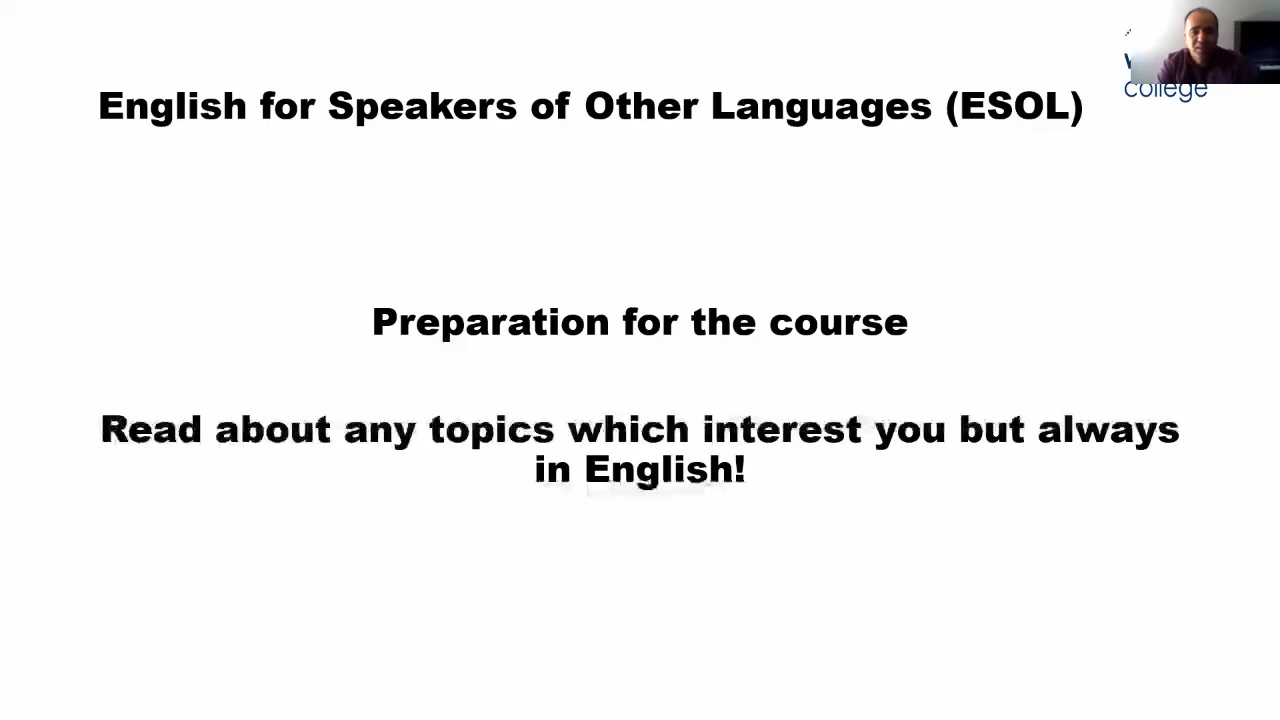 English for Speakers of Other Languages (ESOL)
college
Preparation for the course
Read about any topics which interest you but always
in English!